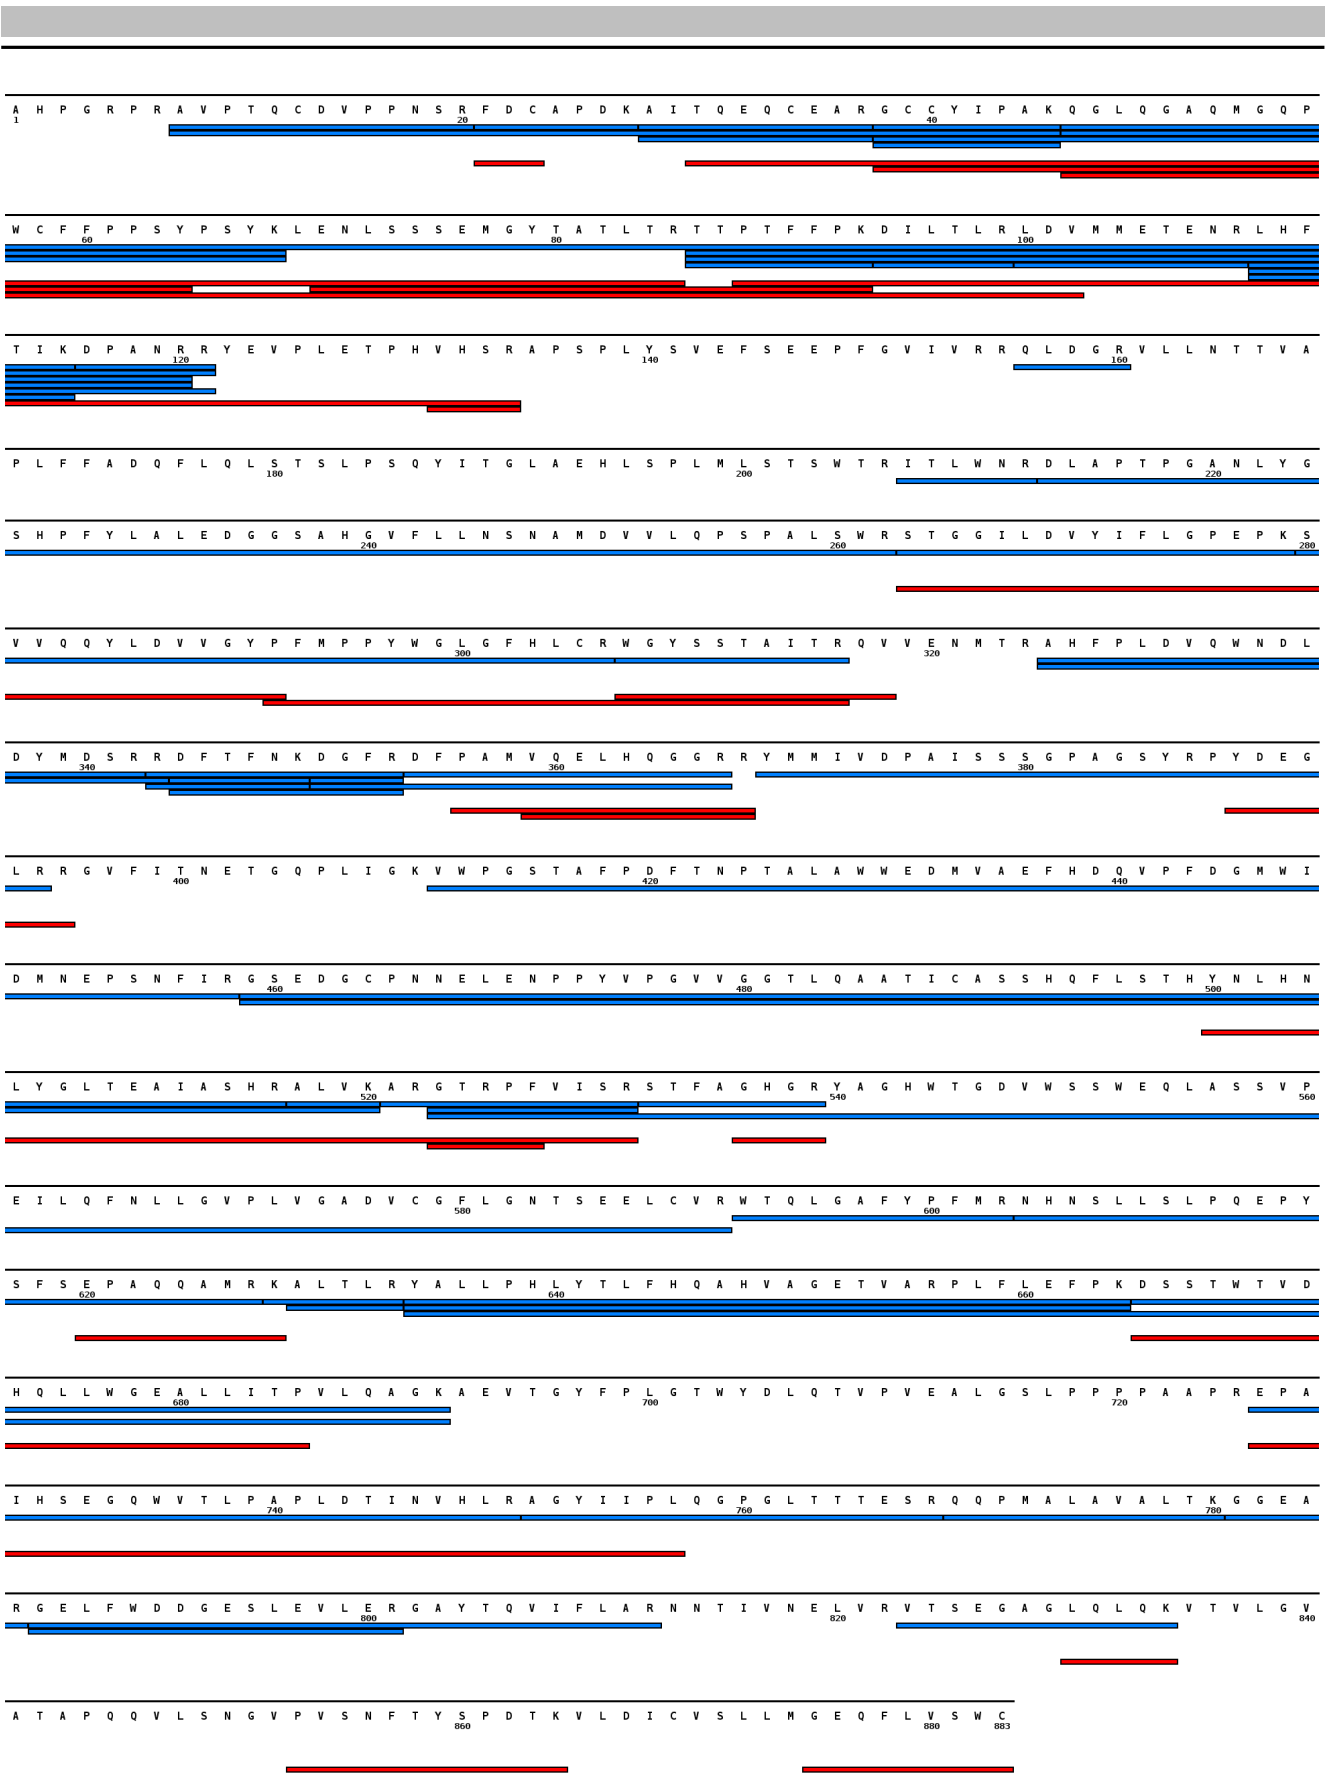 A H P G R P R A V P T Q C D V P P N S R F D C A P D K A I T Q E Q C E A R G C C Y I P A K Q G L Q G A Q M G Q P
1 20 40
W C F F P P S Y P S Y K L E N L S S S E M G Y T A T L T R T T P T F F P K D I L T L R L D V M M E T E N R L H F
60 80 100
T I K D P A N R R Y E V P L E T P H V H S R A P S P L Y S V E F S E E P F G V I V R R Q L D G R V L L N T T V A
120 140 160
P L F F A D Q F L Q L S T S L P S Q Y I T G L A E H L S P L M L S T S W T R I T L W N R D L A P T P G A N L Y G
180 200 220
S H P F Y L A L E D G G S A H G V F L L N S N A M D V V L Q P S P A L S W R S T G G I L D V Y I F L G P E P K S
240 260 280
V V Q Q Y L D V V G Y P F M P P Y W G L G F H L C R W G Y S S T A I T R Q V V E N M T R A H F P L D V Q W N D L
300 320
D Y M D S R R D F T F N K D G F R D F P A M V Q E L H Q G G R R Y M M I V D P A I S S S G P A G S Y R P Y D E G
340 360 380
L R R G V F I T N E T G Q P L I G K V W P G S T A F P D F T N P T A L A W W E D M V A E F H D Q V P F D G M W I
400 420 440
D M N E P S N F I R G S E D G C P N N E L E N P P Y V P G V V G G T L Q A A T I C A S S H Q F L S T H Y N L H N
460 480 500
L Y G L T E A I A S H R A L V K A R G T R P F V I S R S T F A G H G R Y A G H W T G D V W S S W E Q L A S S V P
520 540 560
E I L Q F N L L G V P L V G A D V C G F L G N T S E E L C V R W T Q L G A F Y P F M R N H N S L L S L P Q E P Y
580 600
S F S E P A Q Q A M R K A L T L R Y A L L P H L Y T L F H Q A H V A G E T V A R P L F L E F P K D S S T W T V D
620 640 660
H Q L L W G E A L L I T P V L Q A G K A E V T G Y F P L G T W Y D L Q T V P V E A L G S L P P P P A A P R E P A
680 700 720
I H S E G Q W V T L P A P L D T I N V H L R A G Y I I P L Q G P G L T T T E S R Q Q P M A L A V A L T K G G E A
740 760 780
R G E L F W D D G E S L E V L E R G A Y T Q V I F L A R N N T I V N E L V R V T S E G A G L Q L Q K V T V L G V
800 820 840
A T A P Q Q V L S N G V P V S N F T Y S P D T K V L D I C V S L L M G E Q F L V S W C
860 880 883